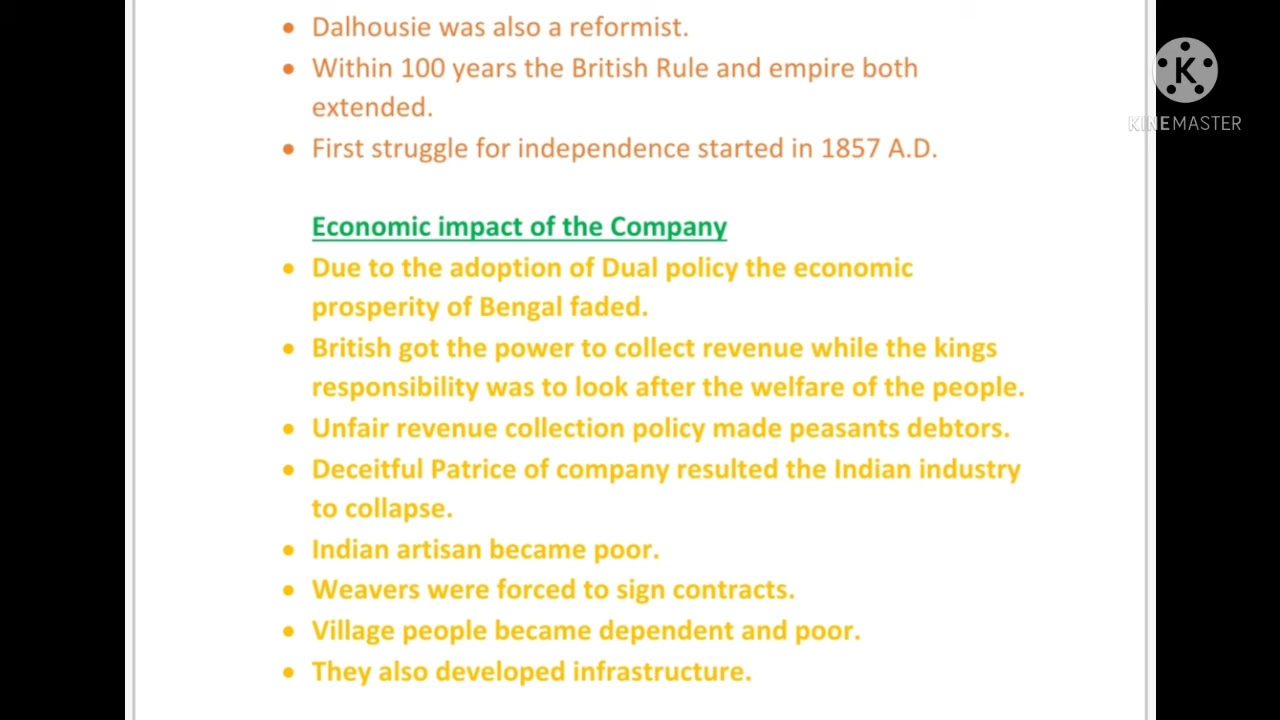 • Dalhousie was also a reformist.
• Within 100 years the British Rule and empire both
extended.
• First struggle for independence started in 1857 A.D.
Economic impact of the Company
• Due to the adoption of Dual policy the economic
prosperity of Bengal faded.
• British got the power to collect revenue while the kings
responsibility was to look after the welfare of the people.
• Unfair revenue collection policy made peasants debtors.
• Deceitful Patrice of company resulted the Indian industry
to collapse.
• Indian artisan became poor.
• Weavers were forced to sign contracts.
• Village people became dependent and poor.
• They also developed infrastructure.
K
KINEMASTER